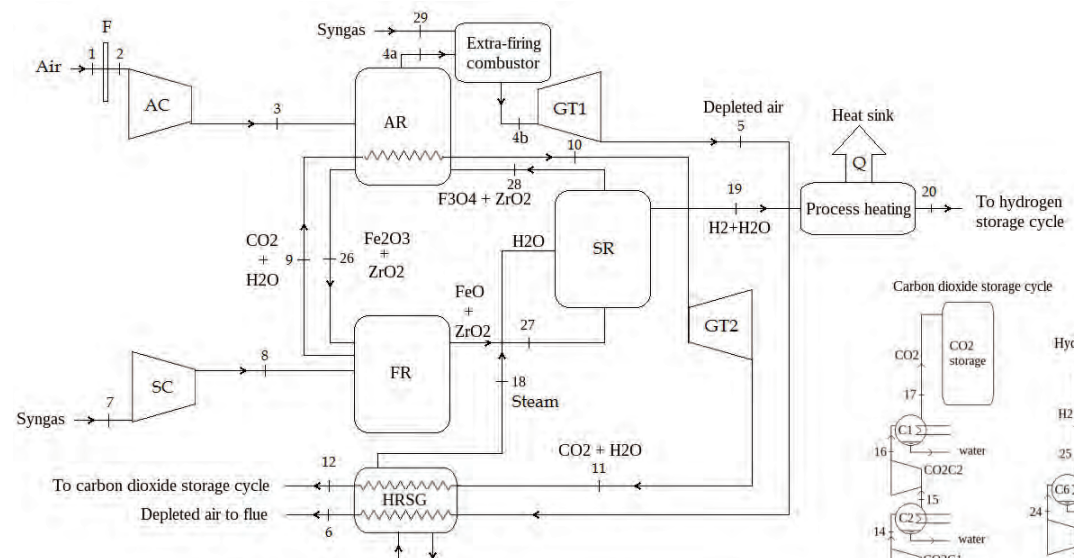 29
Syngas
F
4a
Extra-firing
combustor
Air
1
2
AC
3
AR
4b
GT1
Depleted air
5
Heat sink
Q
10
28
F3O4 + ZrO2
19
H2+H2O
Process heating
20
To hydrogen
storage cycle
CO2
+
H2O
9
26
Fe2O3
+
ZrO2
H2O
SR
FeO
+
ZrO2
27
GT2
Carbon dioxide storage cycle
CO2
storage
CO2
17
Hyd
SC
8
FR
7
Syngas
18
Steam
C1
water
16
CO2C2
15
H2
25
C6
24
CO2 + H2O
11
12
To carbon dioxide storage cycle
HRSG
Depleted air to flue
6
C2
14
water
CO2C1